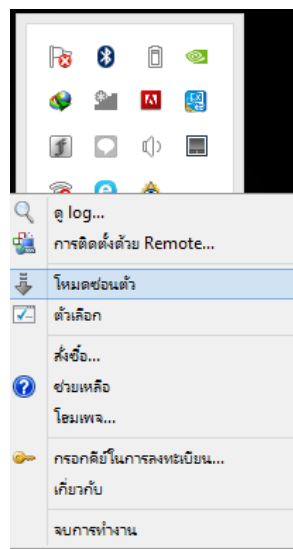 ดู log...
การติดตั้งด้วย Remote...
โหมดซ่อนตัว
ตัวเลือก
สั่งซื้อ...
ช่วยเหลือ
โฮมเพจ...
กรอกคีย์ในการลงทะเบียน...
เกี่ยวกับ
จบการทำงาน